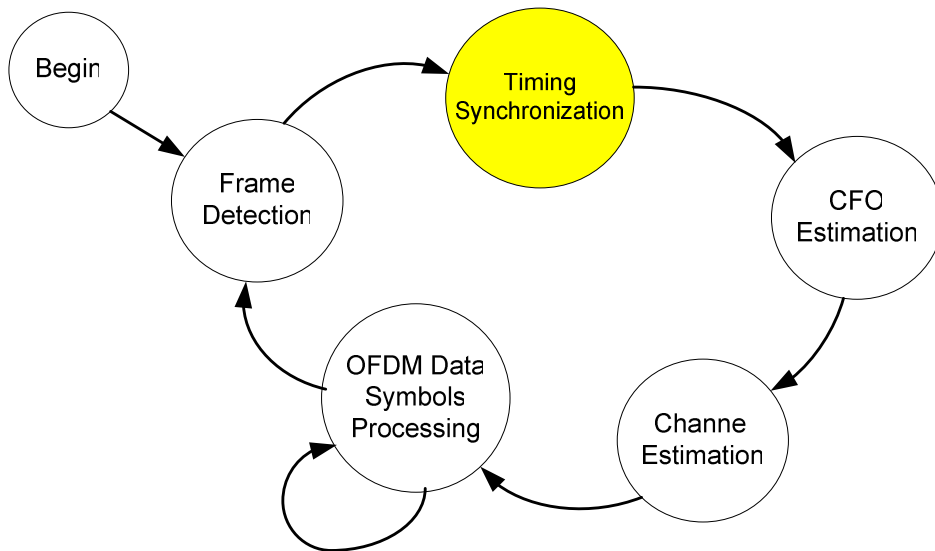 Begin
Timing
Synchronization
Frame
Detection
CFO
Estimation
OFDM Data
Symbols
Processing
Channe
Estimation